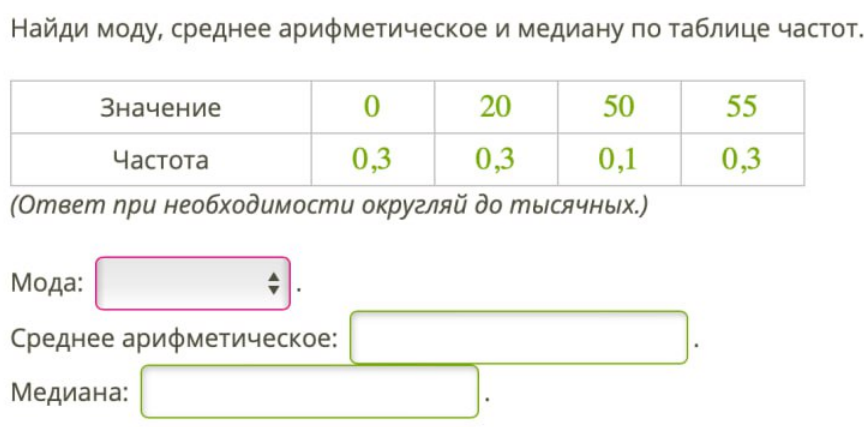 Найди моду, среднее арифметическое и медиану по таблице частот.
Значение 0 20 50 55
Частота 0,3 0,3 0,1 0,3
(Ответ при необходимости округляй до тысячных.)
Мода: .
Среднее арифметическое: .
Медиана: .